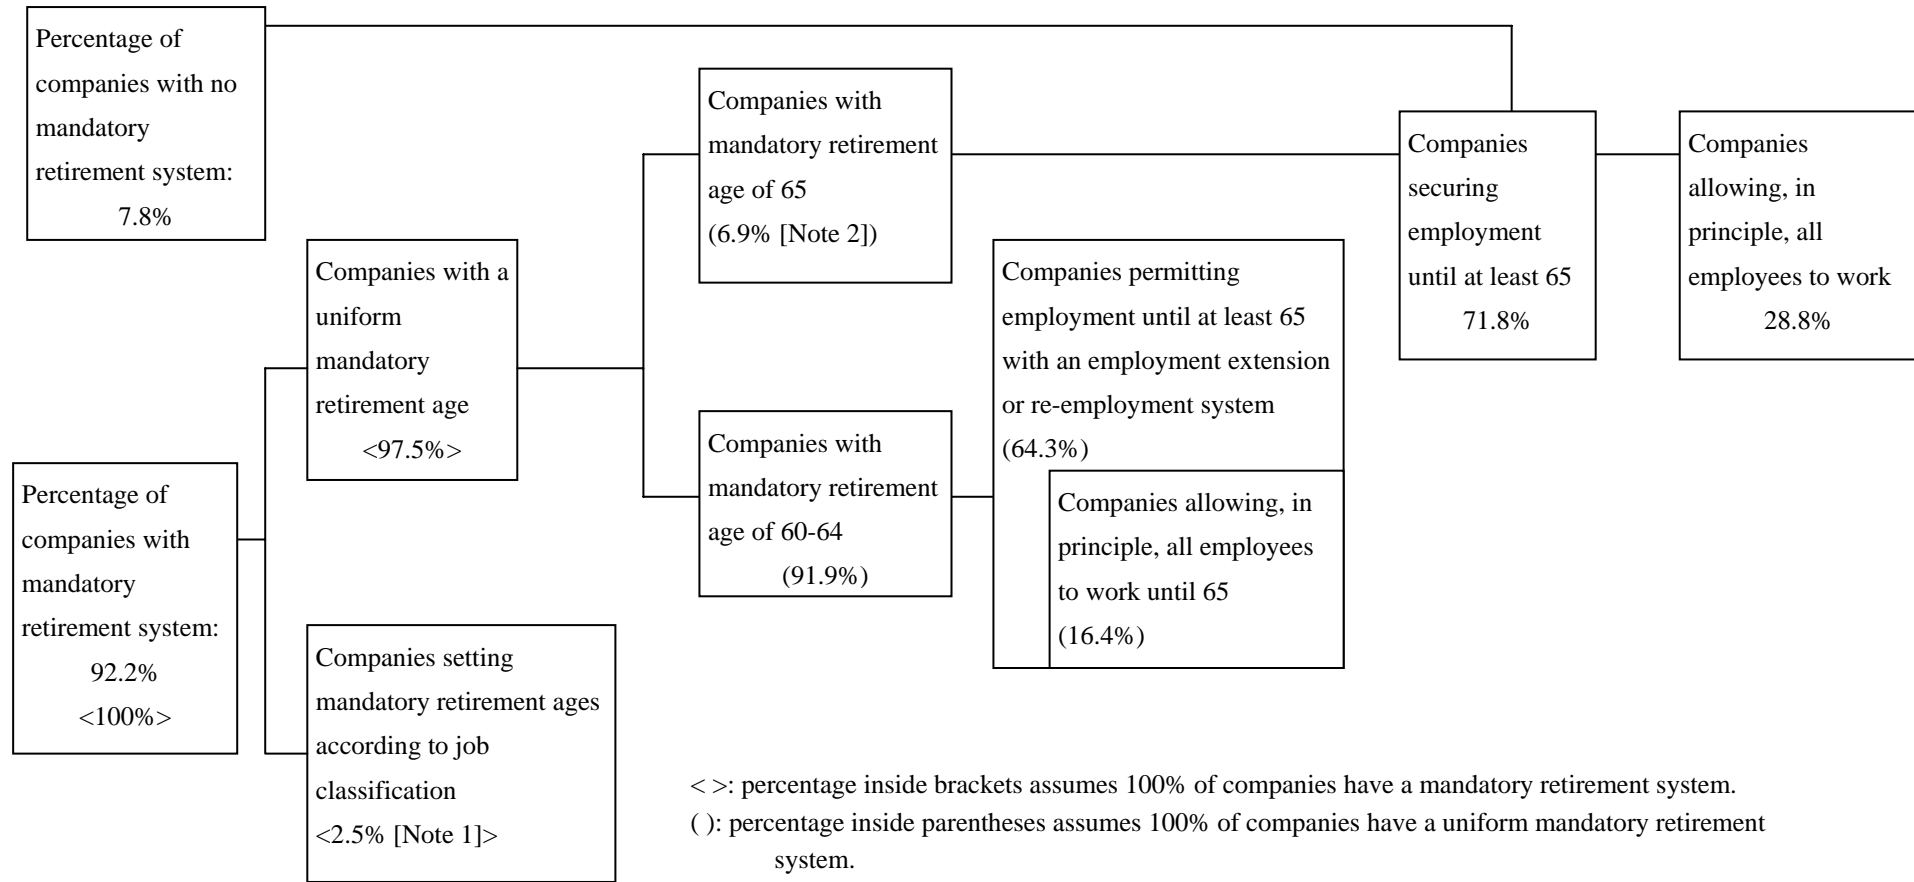 Percentage of
companies with no
mandatory
retirement system:
7.8%
Percentage of
companies with
mandatory
retirement system:
92.2%
<100%>
Companies with a
uniform
mandatory
retirement age
<97.5%>
Companies setting
mandatory retirement ages
according to job
classification
<2.5% [Note 1]>
Companies with
mandatory retirement
age of 65
(6.9% [Note 2])
Companies with
mandatory retirement
age of 60-64
(91.9%)
Companies permitting
employment until at least 65
with an employment extension
or re-employment system
(64.3%)
Companies allowing, in
principle, all employees
to work until 65
(16.4%)
Companies
securing
employment
until at least 65
71.8%
Companies
allowing, in
principle, all
employees to work
28.8%
< >: percentage inside brackets assumes 100% of companies have a mandatory retirement system.
( ): percentage inside parentheses assumes 100% of companies have a uniform mandatory retirement
system.